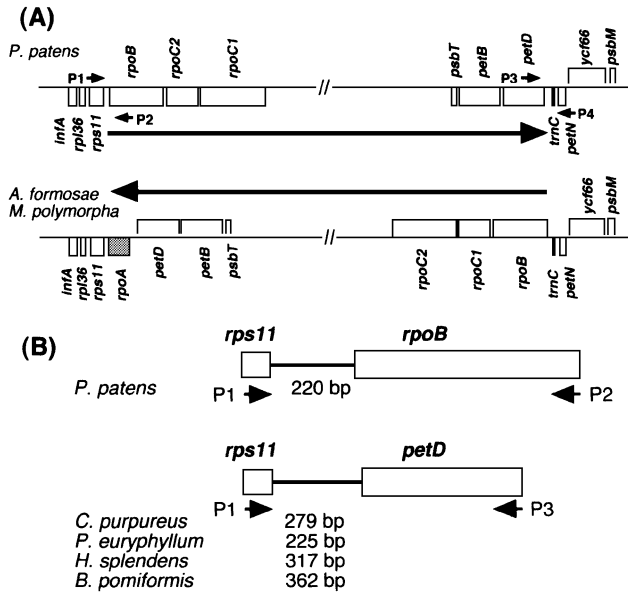 (A)
P. patens
rpoB
rpoC2
rpoC1
psbT
petB
petD
ycf66
psbM
P1
P3
P2
P4
infA
rpl36
rps11
trnC
petN
A. formosae
M. polymorpha
ycf66
psbM
petD
petB
psbT
infA
rpl36
rps11
rpoA
rpoC2
rpoC1
rpoB
trnC
petN
(B)
rps11 rpoB
P. patens P1 220 bp P2
rps11 petD
P1 P3
C. purpureus 279 bp
P. euryphyllum 225 bp
H. splendens 317 bp
B. pomiformis 362 bp